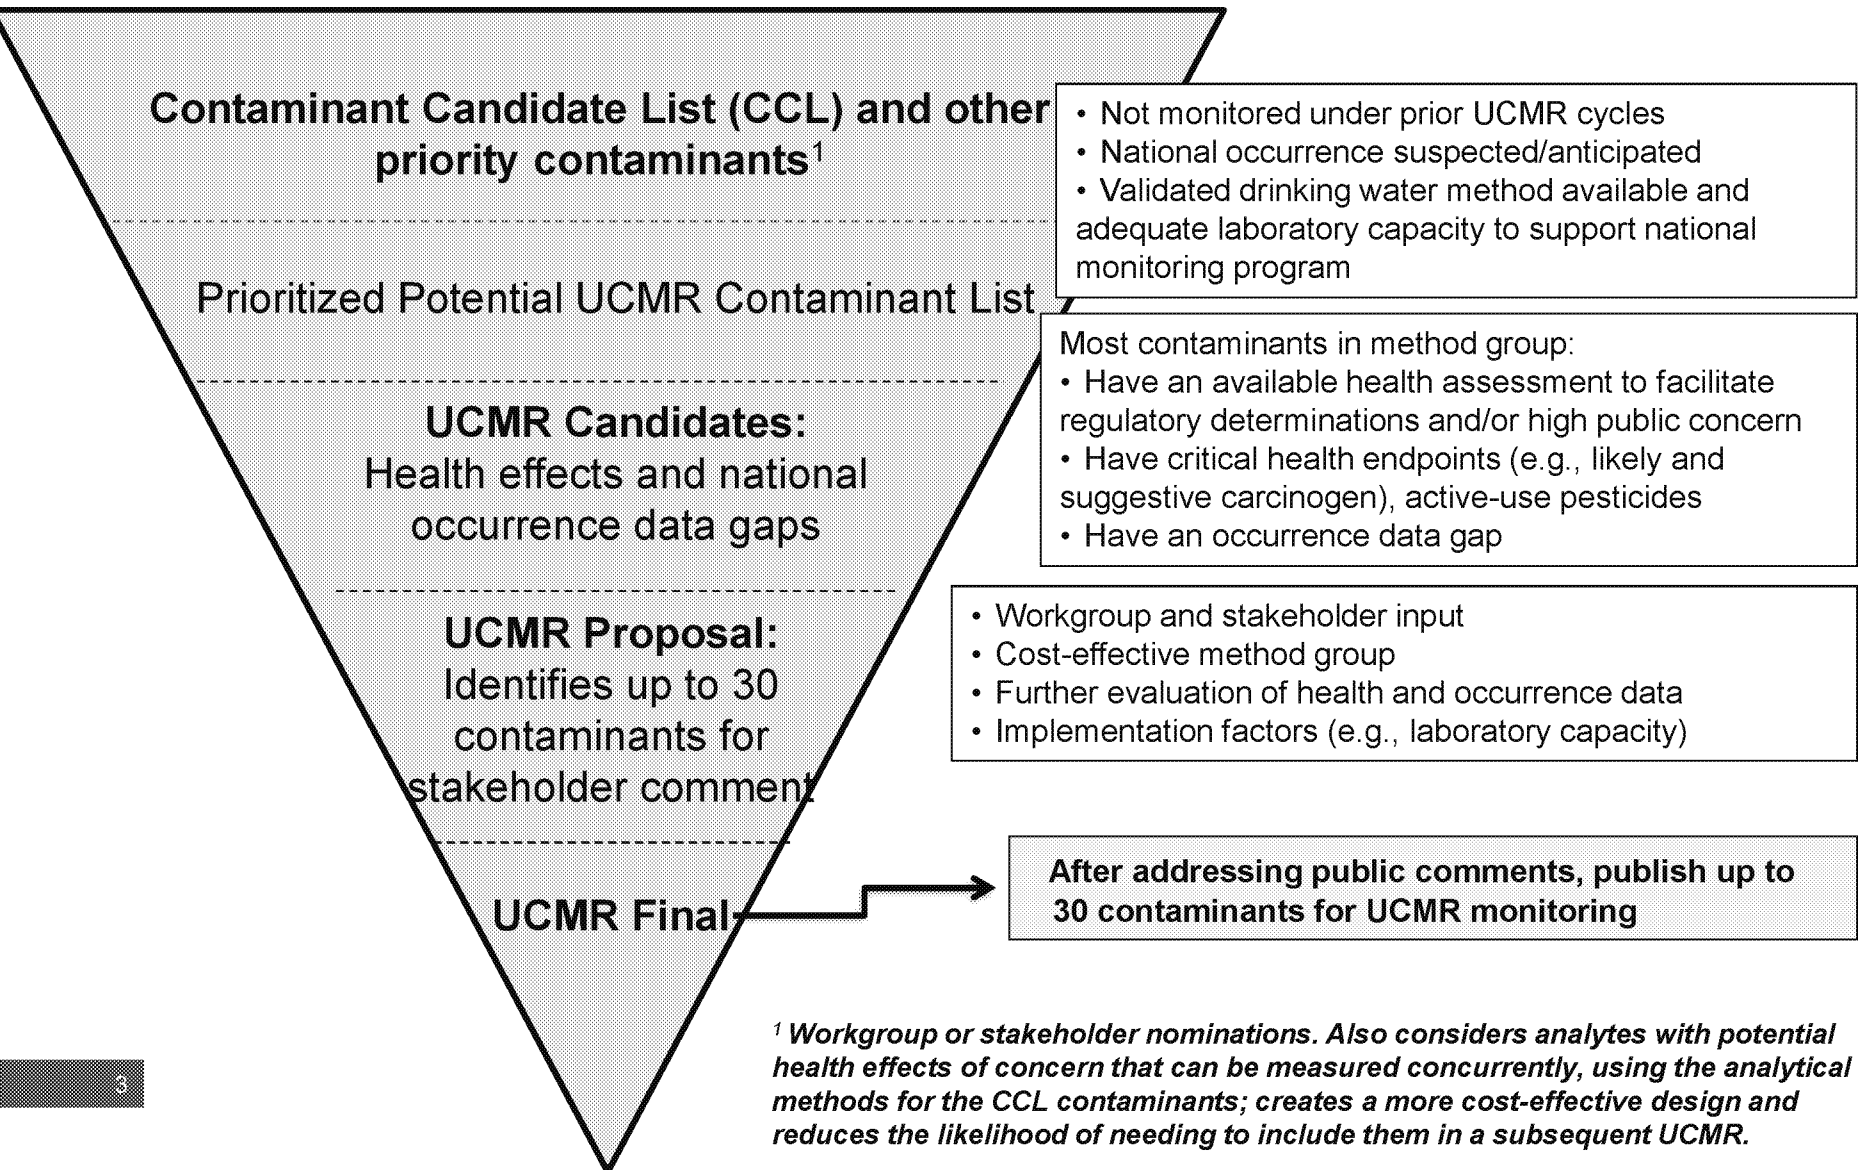 Contaminant Candidate List (CCL) and other
priority contaminants¹
• Not monitored under prior UCMR cycles
• National occurrence suspected/anticipated
• Validated drinking water method available and
adequate laboratory capacity to support national
monitoring program
Prioritized Potential UCMR Contaminant List
Most contaminants in method group:
• Have an available health assessment to facilitate
regulatory determinations and/or high public concern
• Have critical health endpoints (e.g., likely and
suggestive carcinogen), active-use pesticides
• Have an occurrence data gap
UCMR Candidates:
Health effects and national
occurrence data gaps
UCMR Proposal:
Identifies up to 30
contaminants for
stakeholder comment
• Workgroup and stakeholder input
• Cost-effective method group
• Further evaluation of health and occurrence data
• Implementation factors (e.g., laboratory capacity)
UCMR Final
After addressing public comments, publish up to
30 contaminants for UCMR monitoring
¹ Workgroup or stakeholder nominations. Also considers analytes with potential
health effects of concern that can be measured concurrently, using the analytical
methods for the CCL contaminants; creates a more cost-effective design and
reduces the likelihood of needing to include them in a subsequent UCMR.
3